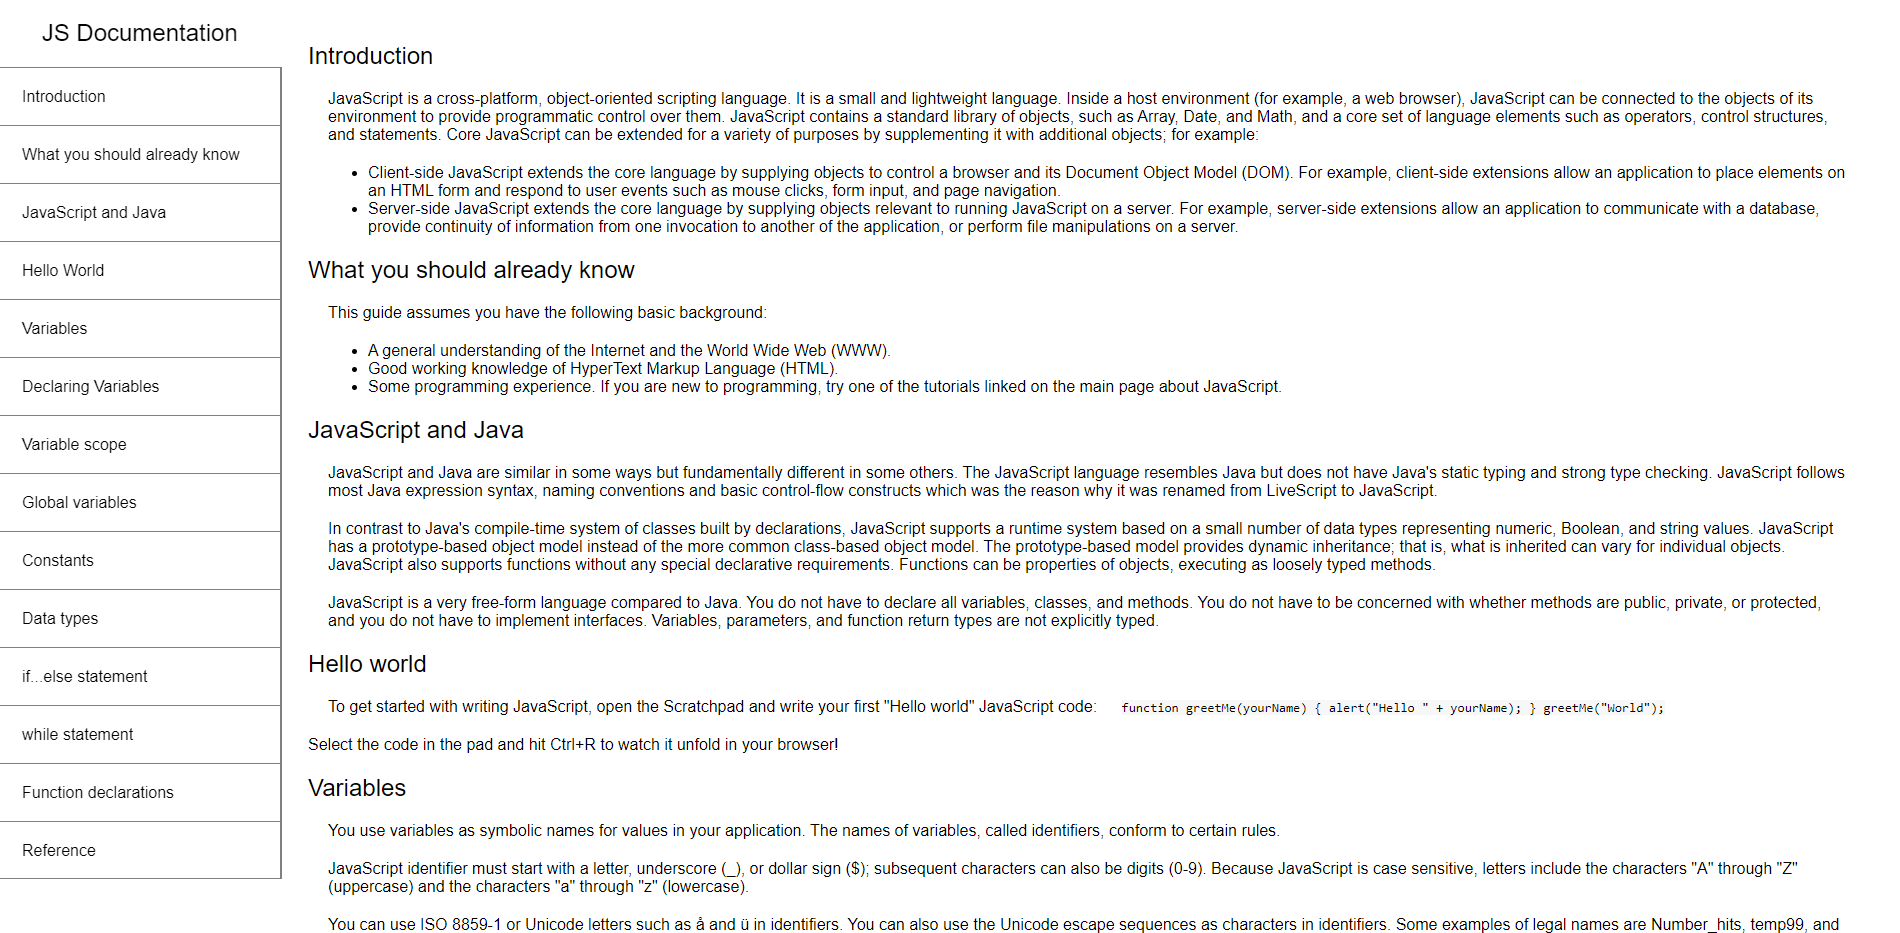 JS Documentation
Introduction
What you should already know
JavaScript and Java
Hello World
Variables
Declaring Variables
Variable scope
Global variables
Constants
Data types
if...else statement
while statement
Function declarations
Reference
Introduction
JavaScript is a cross-platform, object-oriented scripting language. It is a small and lightweight language. Inside a host environment (for example, a web browser), JavaScript can be connected to the objects of its
environment to provide programmatic control over them. JavaScript contains a standard library of objects, such as Array, Date, and Math, and a core set of language elements such as operators, control structures,
and statements. Core JavaScript can be extended for a variety of purposes by supplementing it with additional objects; for example:
• Client-side JavaScript extends the core language by supplying objects to control a browser and its Document Object Model (DOM). For example, client-side extensions allow an application to place elements on
an HTML form and respond to user events such as mouse clicks, form input, and page navigation.
• Server-side JavaScript extends the core language by supplying objects relevant to running JavaScript on a server. For example, server-side extensions allow an application to communicate with a database,
provide continuity of information from one invocation to another of the application, or perform file manipulations on a server.
What you should already know
This guide assumes you have the following basic background:
• A general understanding of the Internet and the World Wide Web (WWW).
• Good working knowledge of HyperText Markup Language (HTML).
• Some programming experience. If you are new to programming, try one of the tutorials linked on the main page about JavaScript.
JavaScript and Java
JavaScript and Java are similar in some ways but fundamentally different in some others. The JavaScript language resembles Java but does not have Java's static typing and strong type checking. JavaScript follows
most Java expression syntax, naming conventions and basic control-flow constructs which was the reason why it was renamed from LiveScript to JavaScript.
In contrast to Java's compile-time system of classes built by declarations, JavaScript supports a runtime system based on a small number of data types representing numeric, Boolean, and string values. JavaScript
has a prototype-based object model instead of the more common class-based object model. The prototype-based model provides dynamic inheritance; that is, what is inherited can vary for individual objects.
JavaScript also supports functions without any special declarative requirements. Functions can be properties of objects, executing as loosely typed methods.
JavaScript is a very free-form language compared to Java. You do not have to declare all variables, classes, and methods. You do not have to be concerned with whether methods are public, private, or protected,
and you do not have to implement interfaces. Variables, parameters, and function return types are not explicitly typed.
Hello world
To get started with writing JavaScript, open the Scratchpad and write your first "Hello world" JavaScript code: function greetMe(yourName) { alert("Hello " + yourName); } greetMe("World");
Select the code in the pad and hit Ctrl+R to watch it unfold in your browser!
Variables
You use variables as symbolic names for values in your application. The names of variables, called identifiers, conform to certain rules.
JavaScript identifier must start with a letter, underscore (_), or dollar sign ($); subsequent characters can also be digits (0-9). Because JavaScript is case sensitive, letters include the characters "A" through "Z"
(uppercase) and the characters "a" through "z" (lowercase).
You can use ISO 8859-1 or Unicode letters such as å and ü in identifiers. You can also use the Unicode escape sequences as characters in identifiers. Some examples of legal names are Number_hits, temp99, and